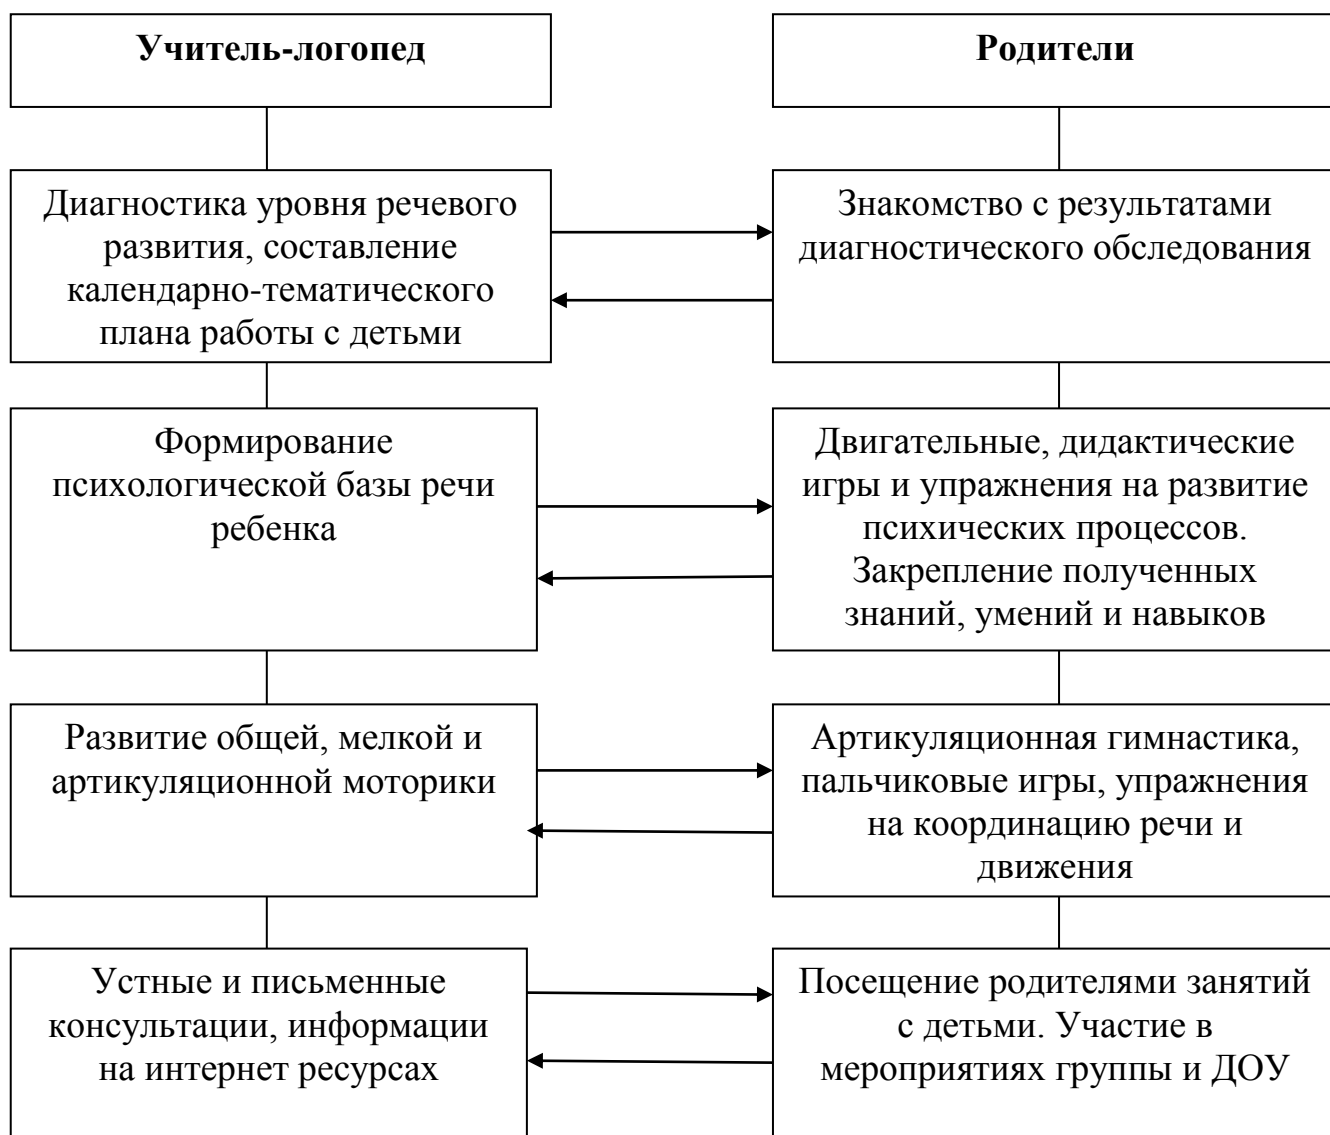 Учитель-логопед
Родители
Диагностика уровня речевого
развития, составление
календарно-тематического
плана работы с детьми
Знакомство с результатами
диагностического обследования
Формирование
психологической базы речи
ребенка
Двигательные, дидактические
игры и упражнения на развитие
психических процессов.
Закрепление полученных
знаний, умений и навыков
Развитие общей, мелкой и
артикуляционной моторики
Артикуляционная гимнастика,
пальчиковые игры, упражнения
на координацию речи и
движения
Устные и письменные
консультации, информации
на интернет ресурсах
Посещение родителями занятий
с детьми. Участие в
мероприятиях группы и ДОУ